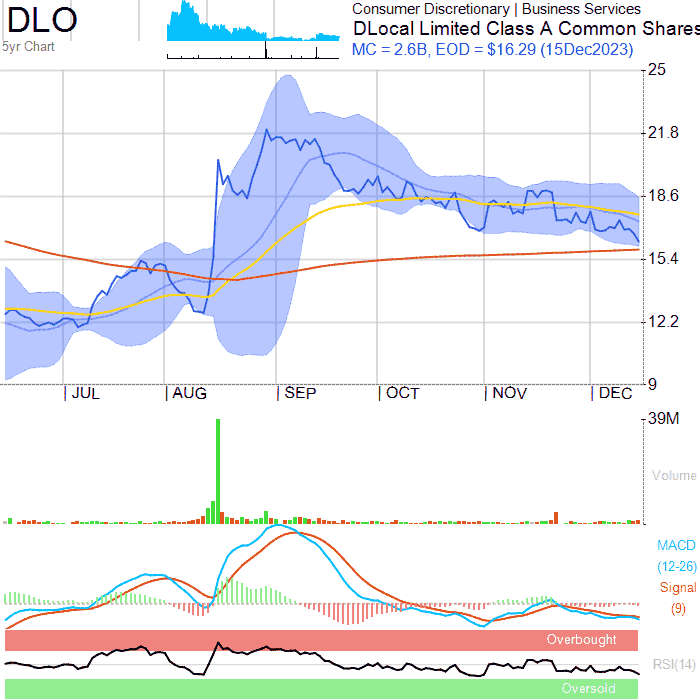 DLO
5yr Chart
Consumer Discretionary | Business Services
DLocal Limited Class A Common Shares
MC = 2.6B, EOD = $16.29 (15Dec2023)
25
21.8
18.6
15.4
12.2
9
JUL AUG SEP OCT NOV DEC
39M
Volume
MACD
(12-26)
Signal
(9)
Overbought
RSI(14)
Oversold